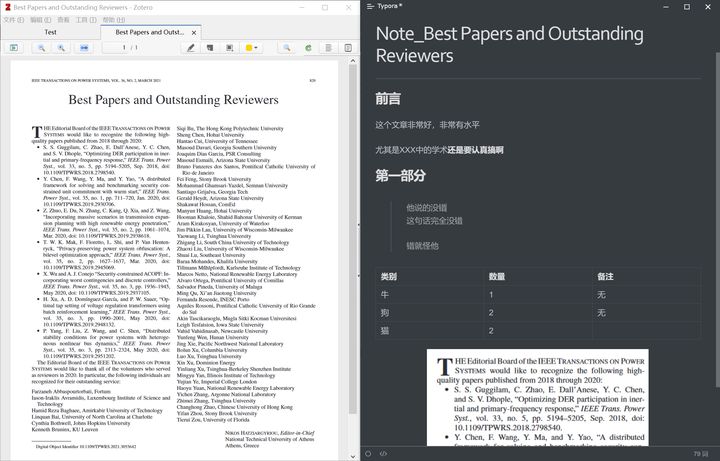 Best Papers and Outstanding Reviewers - Zotero
文件 (F) 编辑 (E) 查看 工具 (T) 帮助 (H)
Test
Best Papers and Outst...
1 / 1
IEEE TRANSACTIONS ON POWER SYSTEMS, VOL. 36, NO. 2, MARCH 2021
829
Best Papers and Outstanding Reviewers
THE Editorial Board of the IEEE TRANSACTIONS ON POWER
SYSTEMS would like to recognize the following high-
quality papers published from 2018 through 2020:
• S. S. Guggilam, C. Zhao, E. Dall'Anese, Y. C. Chen,
and S. V. Dhople, "Optimizing DER participation in iner-
tial and primary-frequency response," IEEE Trans. Power
Syst., vol. 33, no. 5, pp. 5194–5205, Sep. 2018, doi:
10.1109/TPWRS.2018.2798540.
• Y. Chen, F. Wang, Y. Ma, and Y. Yao, "A distributed
framework for solving and benchmarking security con-
strained unit commitment with warm start," IEEE Trans.
Power Syst., vol. 35, no. 1, pp. 711–720, Jan. 2020, doi:
10.1109/TPWRS.2019.2930706.
• Z. Zhuo, E. Du, N. Zhang, C. Kang, Q. Xia, and Z. Wang,
"Incorporating massive scenarios in transmission expan-
sion planning with high renewable energy penetration,"
IEEE Trans. Power Syst., vol. 35, no. 2, pp. 1061–1074,
Mar. 2020, doi: 10.1109/TPWRS.2019.2938618.
• T. W. K. Mak, F. Fioretto, L. Shi, and P. Van Henten-
ryck, "Privacy-preserving power system obfuscation: A
bilevel optimization approach," IEEE Trans. Power
Syst., vol. 35, no. 2, pp. 1627–1637, Mar. 2020,
doi: 10.1109/TPWRS.2019.2945069.
• X. Wu and A. J. Conejo "Security-constrained ACOPF: In-
corporating worst contingencies and discrete controllers,"
IEEE Trans. Power Syst., vol. 35, no. 3, pp. 1936–1945,
May 2020, doi: 10.1109/TPWRS.2019.2937105.
• H. Xu, A. D. Domínguez-García, and P. W. Sauer, "Op-
timal tap setting of voltage regulation transformers using
batch reinforcement learning," IEEE Trans. Power Syst.,
vol. 35, no. 3, pp. 1990–2001, May 2020, doi:
10.1109/TPWRS.2019.2948132.
• P. Yang, F. Liu, Z. Wang, and C. Shen, "Distributed
stability conditions for power systems with heteroge-
neous nonlinear bus dynamics," IEEE Trans. Power
Syst., vol. 35, no. 3, pp. 2313–2324, May 2020, doi:
10.1109/TPWRS.2019.2951202.
The Editorial Board would like to thank all of the volunteers who served
as reviewers in 2020. In particular, the following individuals are
recognized for their outstanding service:
Farzaneh Abbaspourtorbati, Fortum
Jason-Iraklis Avramidis, Luxembourg Institute of Science and
Technology
Hamid Reza Baghaee, Amirkabir University of Technology
Linquan Bai, University of North Carolina at Charlotte
Cynthia Bothwell, Johns Hopkins University
Kenneth Bruninx, KU Leuven
Digital Object Identifier 10.1109/TPWRS.2021.3053642
Siqi Bu, The Hong Kong Polytechnic University
Sheng Chen, Hohai University
Hantao Cui, University of Tennessee
Masoud Davari, Georgia Southern University
Joaquim Dias Garcia, PSR Consulting
Masoud Esmaili, Arizona State University
Bruno Fanzeres dos Santos, Pontifical Catholic University of
Rio de Janeiro
Fei Feng, Stony Brook University
Mohammad Ghamsari-Yazdel, Semnan University
Santiago Grijalva, Georgia Tech
Gerald Heydt, Arizona State University
Shakawat Hossan, ComEd
Manyun Huang, Hohai University
Hooman Khaloie, Shahid Bahonar University of Kerman
Aram Kirakosyan, University of Waterloo
Jim Pikkin Lau, University of Wisconsin-Milwaukee
Yaowang Li, Tsinghua University
Zhigang Li, South China University of Technology
Zhaoxi Liu, University of Wisconsin-Milwaukee
Shuai Lu, Southeast University
Baraa Mohandes, Khalifa University
Tillmann Mühlpfordt, Karlsruhe Institute of Technology
Marcos Netto, National Renewable Energy Laboratory
Alvaro Ortega, Pontifical University of Comillas
Salvador Pineda, University of Malaga
Ming Qu, Xi'an Jiaotong University
Fernanda Resende, INESC Porto
Aquiles Rossoni, Pontifical Catholic University of Rio Grande
do Sul
Akin Tascikaraoglu, Mugla Sitki Kocman Universitesi
Leigh Tesfatsion, Iowa State University
Vahid Vahidinasab, Newcastle University
Yunfeng Wen, Hunan University
Jing Xie, Pacific Northwest National Laboratory
Bolun Xu, Columbia University
Luo Xu, Tsinghua University
Xin Xu, Dominion Energy
Yinliang Xu, Tsinghua-Berkeley Shenzhen Institute
Mingyu Yan, Illinois Institute of Technology
Yujian Ye, Imperial College London
Haoyu Yuan, National Renewable Energy Laboratory
Yichen Zhang, Argonne National Laboratory
Zhimei Zhang, Tsinghua University
Changhong Zhao, Chinese University of Hong Kong
Yifan Zhou, Stony Brook University
Tierui Zou, University of Florida
NIKOS HATZIARGYRIOU, Editor-in-Chief
National Technical University of Athens
Athens, Greece
Typora •
Note_Best Papers and Outstanding
Reviewers
前言
这个文章非常好，非常有水平
尤其是XXX中的学术还是要认真搞啊
第一部分
他说的没错
这句话完全没错
错就怪他
类别 数量 备注
牛 1 无
狗 2 无
猫 2
THE Editorial Board of the IEEE TRANSACTIONS ON POWER
SYSTEMS would like to recognize the following high-
quality papers published from 2018 through 2020:
• S. S. Guggilam, C. Zhao, E. Dall'Anese, Y. C. Chen,
and S. V. Dhople, "Optimizing DER participation in iner-
tial and primary-frequency response," IEEE Trans. Power
Syst., vol. 33, no. 5, pp. 5194–5205, Sep. 2018, doi:
10.1109/TPWRS.2018.2798540.
• Y. Chen, F. Wang, Y. Ma, and Y. Yao, "A distributed
79 词